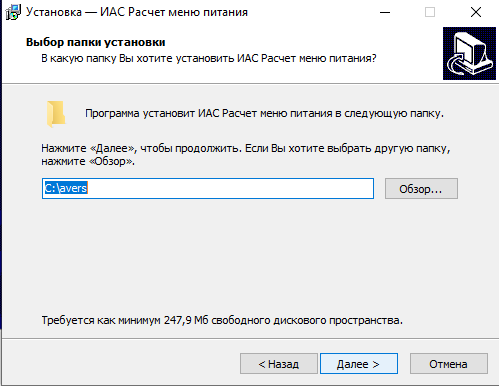 Установка — ИАС Расчет меню питания
Выбор папки установки
В какую папку Вы хотите установить ИАС Расчет меню питания?
Программа установит ИАС Расчет меню питания в следующую папку.
Нажмите «Далее», чтобы продолжить. Если Вы хотите выбрать другую папку,
нажмите «Обзор».
C:\avers
Обзор...
Требуется как минимум 247,9 Мб свободного дискового пространства.
< Назад
Далее >
Отмена